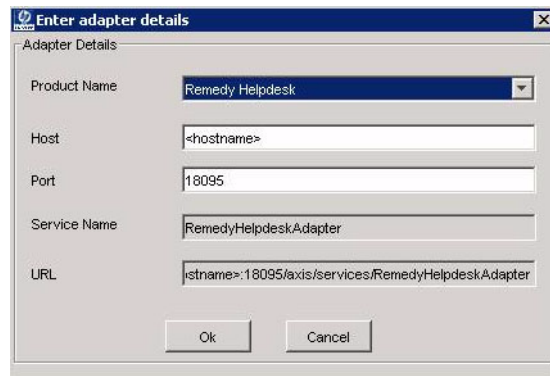 Enter adapter details
Adapter Details
Product Name Remedy Helpdesk
Host <hostname>
Port 18095
Service Name RemedyHelpdeskAdapter
URL stname>:18095/axis/services/RemedyHelpdeskAdapter
Ok Cancel